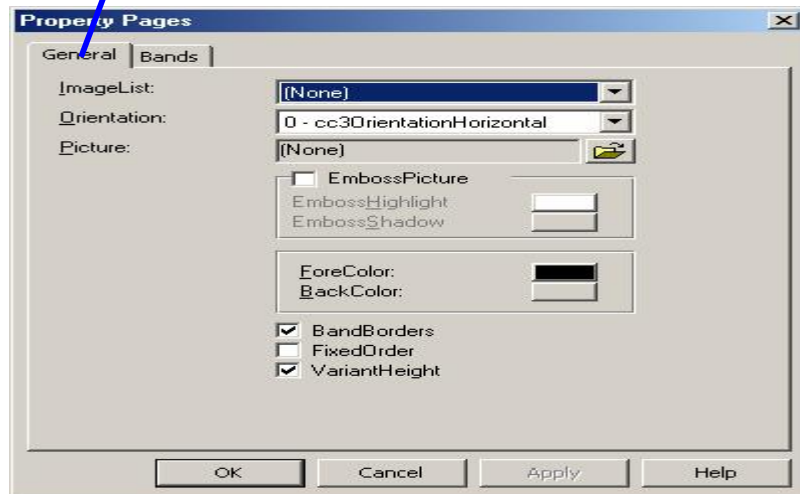 Property Pages
General Bands
ImageList: (None)
Orientation: 0 - cc3OrientationHorizontal
Picture: (None)
EmbossPicture
EmbossHighlight
EmbossShadow
ForeColor:
BackColor:
BandBorders
FixedOrder
VariantHeight
OK Cancel Apply Help